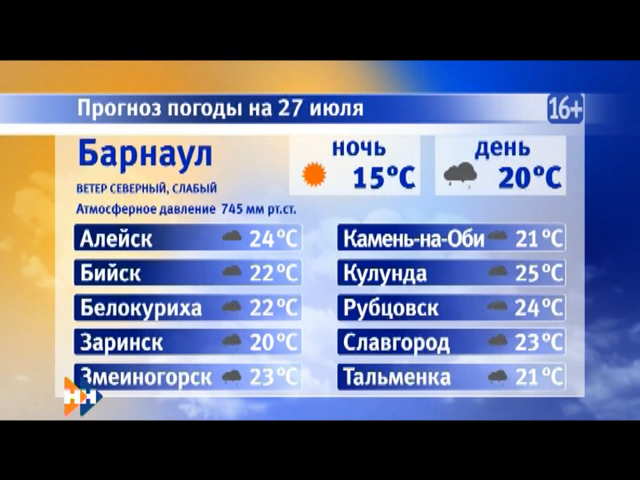 Прогноз погоды на 27 июля
16+
Барнаул
ВЕТЕР СЕВЕРНЫЙ, СЛАБЫЙ
Атмосферное давление 745 мм рт.ст.
ночь
15°C
день
20°C
Алейск 24°C
Бийск 22°C
Белокуриха 22°C
Заринск 20°C
Змеиногорск 23°C
Камень-на-Оби 21°C
Кулунда 25°C
Рубцовск 24°C
Славгород 23°C
Тальменка 21°C
НН